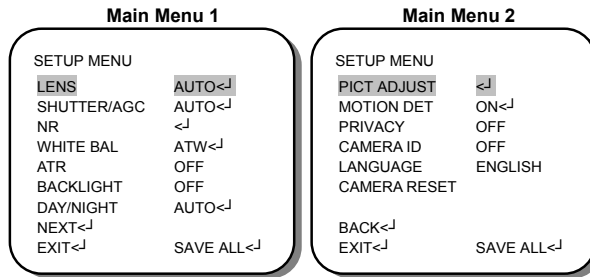 Main Menu 1
SETUP MENU
LENS AUTO<┘
SHUTTER/AGC AUTO<┘
NR <┘
WHITE BAL ATW<┘
ATR OFF
BACKLIGHT OFF
DAY/NIGHT AUTO<┘
NEXT<┘
EXIT<┘ SAVE ALL<┘
Main Menu 2
SETUP MENU
PICT ADJUST <┘
MOTION DET ON<┘
PRIVACY OFF
CAMERA ID OFF
LANGUAGE ENGLISH
CAMERA RESET
BACK<┘
EXIT<┘ SAVE ALL<┘